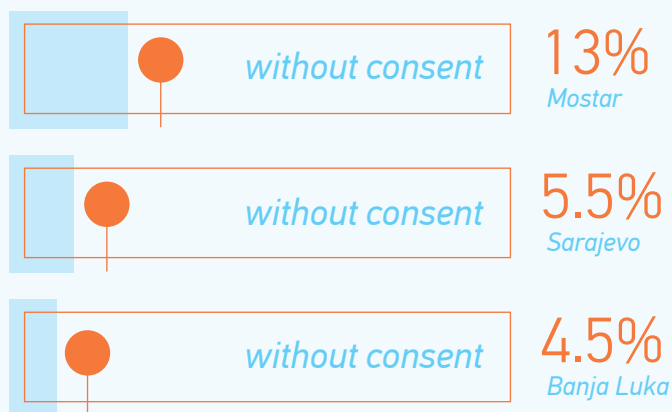 without consent
13%
Mostar
without consent
5.5%
Sarajevo
without consent
4.5%
Banja Luka